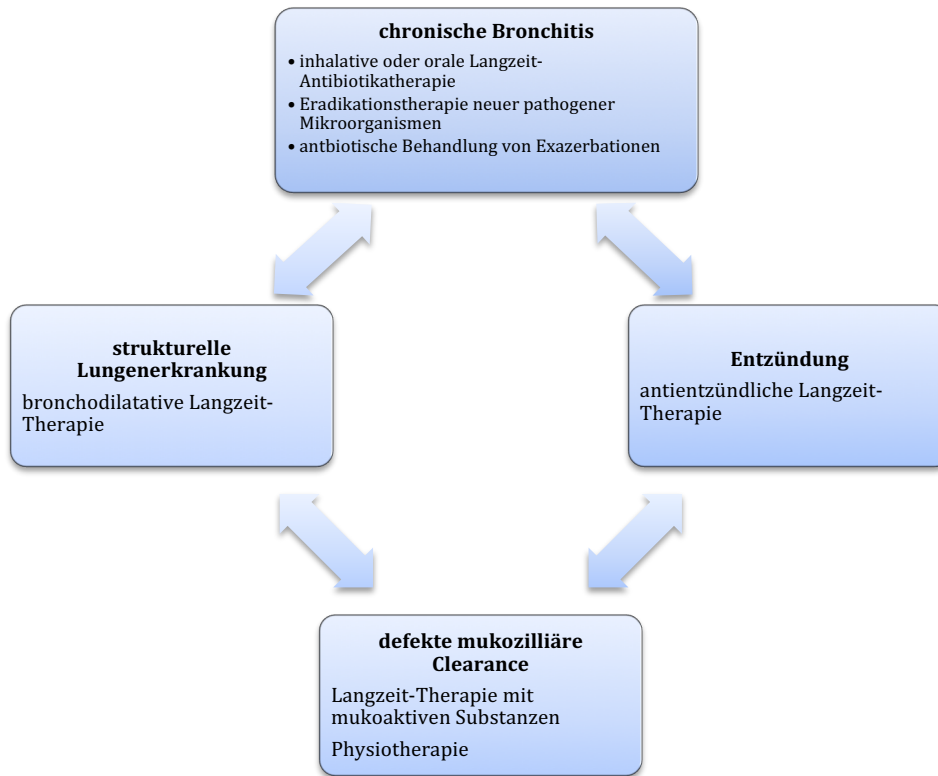 chronische Bronchitis
• inhalative oder orale Langzeit-
Antibiotikatherapie
• Eradikationstherapie neuer pathogener
Mikroorganismen
• antbiotische Behandlung von Exazerbationen
strukturelle
Lungenerkrankung
bronchodilatative Langzeit-
Therapie
Entzündung
antientzündliche Langzeit-
Therapie
defekte mukozilliäre
Clearance
Langzeit-Therapie mit
mukoaktiven Substanzen
Physiotherapie